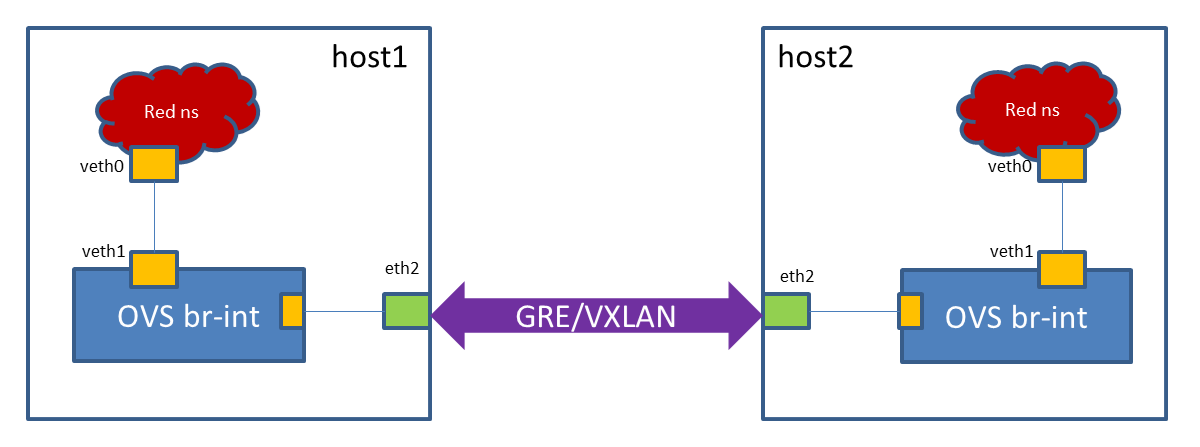 host1
Red ns
veth0
veth1
eth2
OVS br-int
GRE/VXLAN
host2
Red ns
veth0
veth1
eth2
OVS br-int